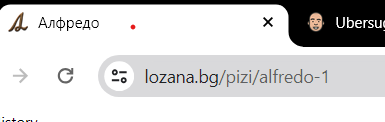 Алфредо
Ubersug
lozana.bg/pizi/alfredo-1
istory